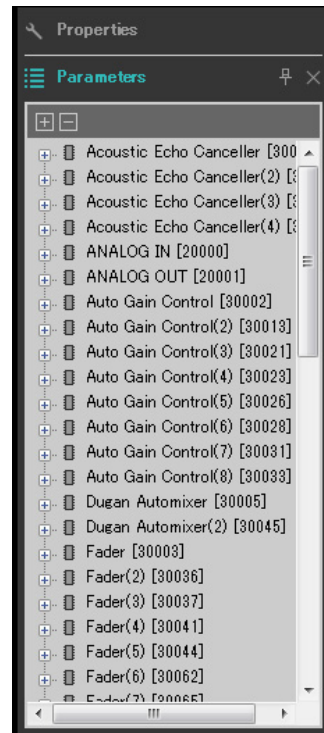 Properties
Parameters
Acoustic Echo Canceller [300
Acoustic Echo Canceller(2) [
Acoustic Echo Canceller(3) [
Acoustic Echo Canceller(4) [
ANALOG IN [20000]
ANALOG OUT [20001]
Auto Gain Control [30002]
Auto Gain Control(2) [30013]
Auto Gain Control(3) [30021]
Auto Gain Control(4) [30023]
Auto Gain Control(5) [30026]
Auto Gain Control(6) [30028]
Auto Gain Control(7) [30031]
Auto Gain Control(8) [30033]
Dugan Automixer [30005]
Dugan Automixer(2) [30045]
Fader [30003]
Fader(2) [30036]
Fader(3) [30037]
Fader(4) [30041]
Fader(5) [30044]
Fader(6) [30062]
Fader(7) [30065]